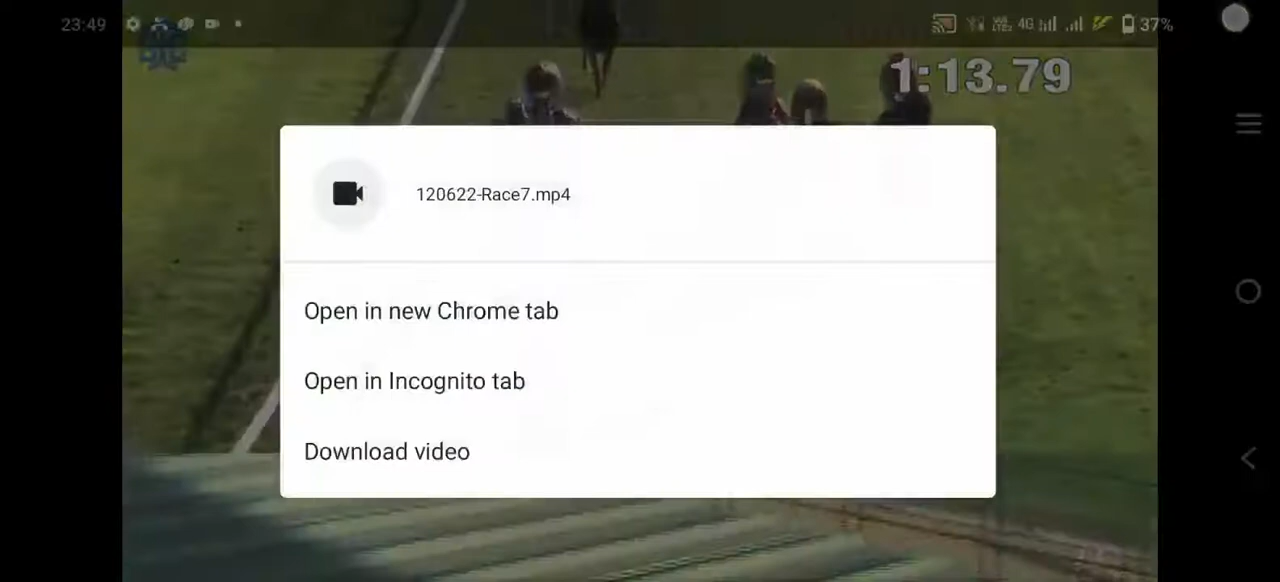 23:49
4G
37%
1:13.79
120622-Race7.mp4
Open in new Chrome tab
Open in Incognito tab
Download video